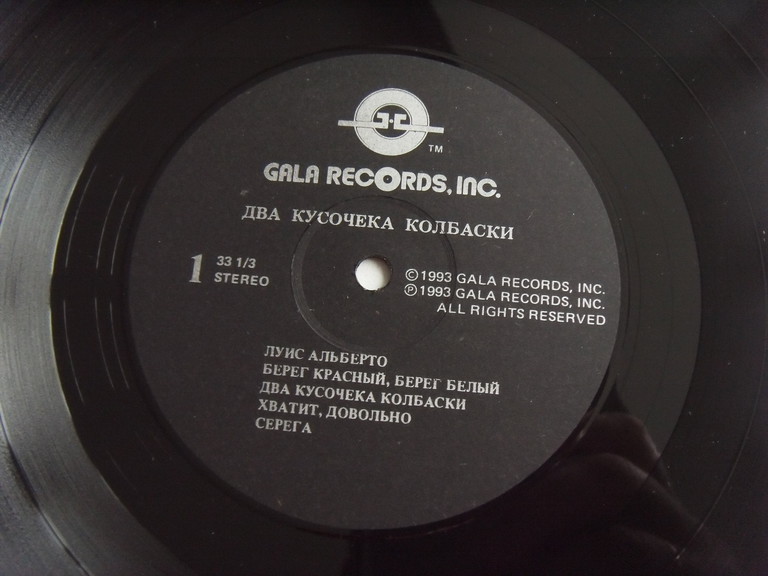 TM
GALA RECORDS, INC.
ДВА КУСОЧЕКА КОЛБАСКИ
1
33 1/3
STEREO
©1993 GALA RECORDS, INC.
℗1993 GALA RECORDS, INC.
ALL RIGHTS RESERVED
ЛУИС АЛЬБЕРТО
БЕРЕГ КРАСНЫЙ, БЕРЕГ БЕЛЫЙ
ДВА КУСОЧЕКА КОЛБАСКИ
ХВАТИТ, ДОВОЛЬНО
СЕРЕГА